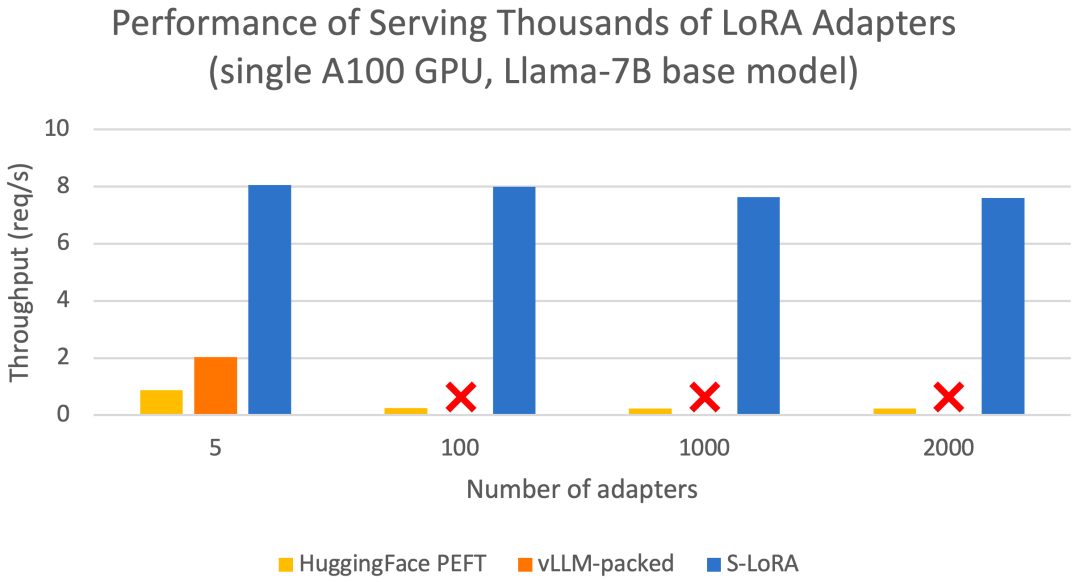 Performance of Serving Thousands of LoRA Adapters
(single A100 GPU, Llama-7B base model)
Throughput (req/s)
10
8
6
4
2
0
5 100 1000 2000
Number of adapters
HuggingFace PEFT vLLM-packed S-LoRA